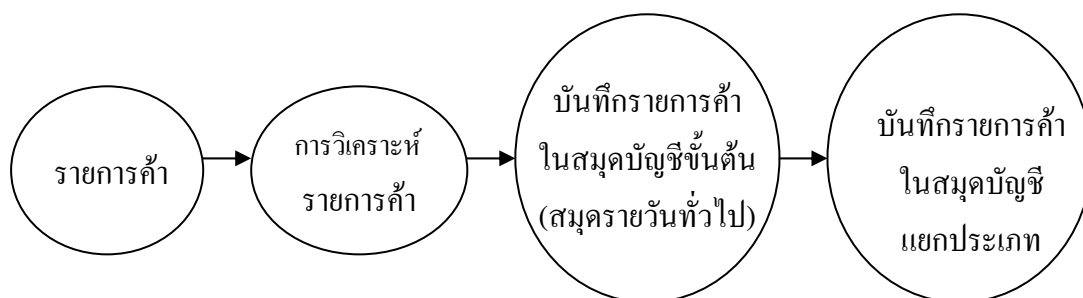 รายการค้า
การวิเคราะห์
รายการค้า
บันทึกรายการค้า
ในสมุดบัญชีขั้นต้น
(สมุดรายวันทั่วไป)
บันทึกรายการค้า
ในสมุดบัญชี
แยกประเภท